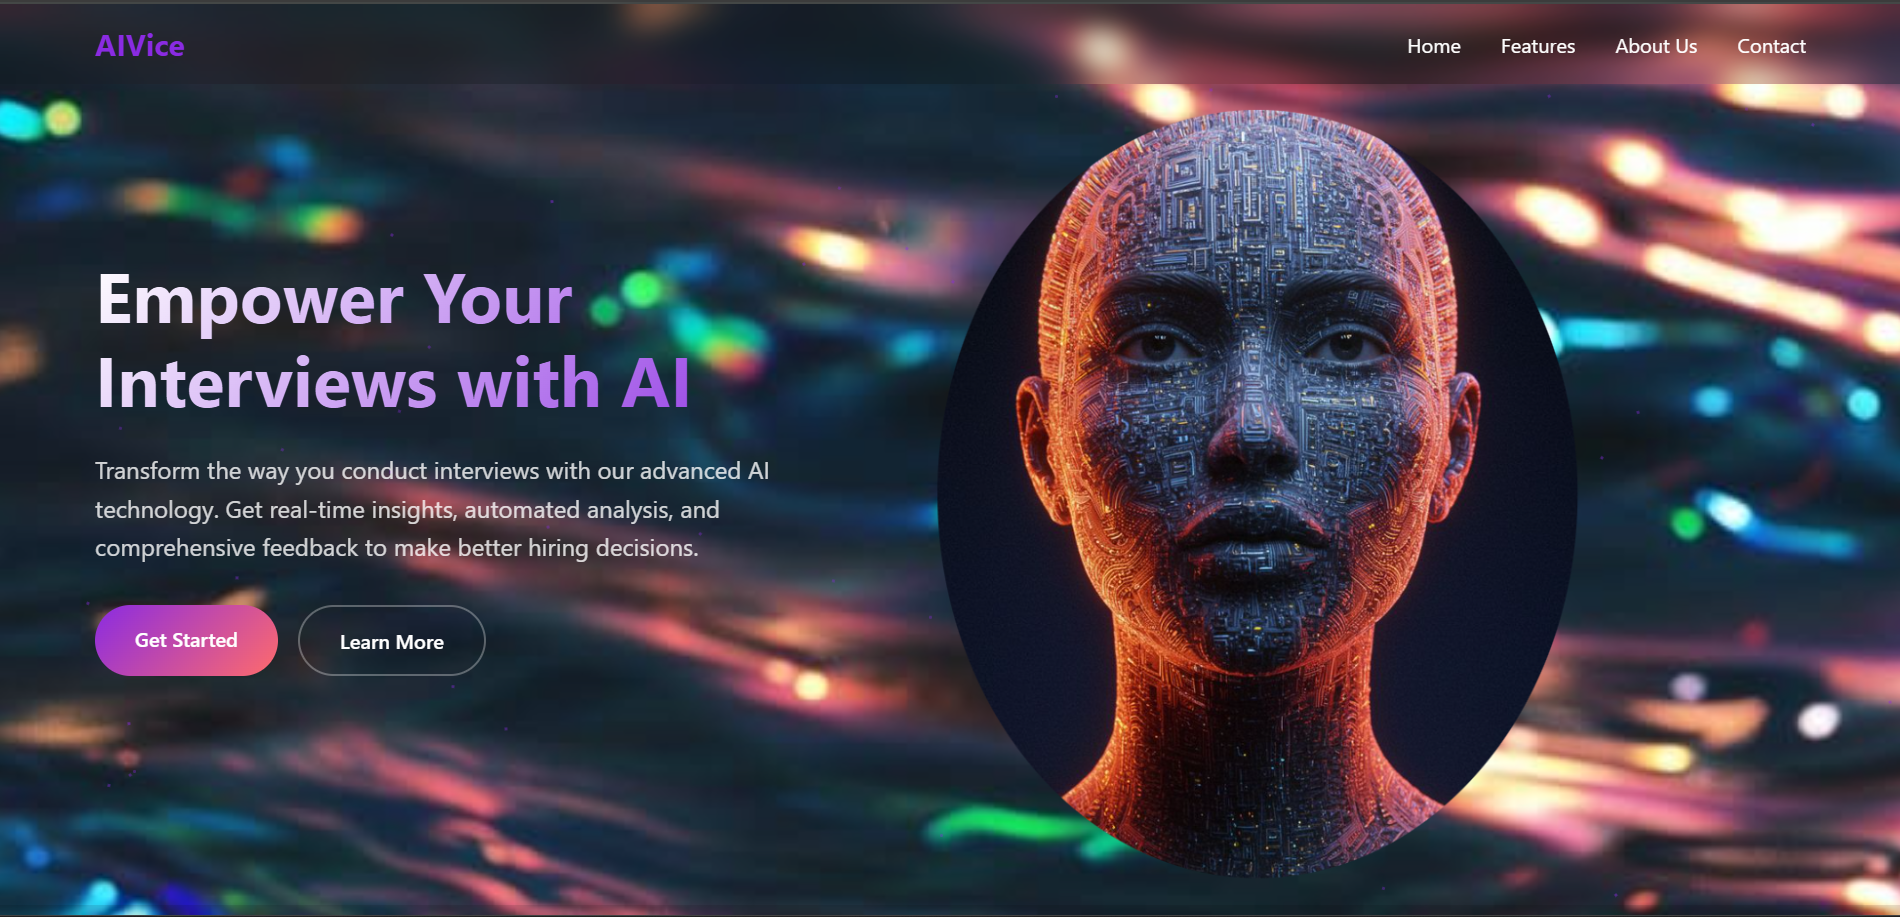 AIVice
Home
Features
About Us
Contact
Empower Your
Interviews with AI
Transform the way you conduct interviews with our advanced AI
technology. Get real-time insights, automated analysis, and
comprehensive feedback to make better hiring decisions.
Get Started
Learn More